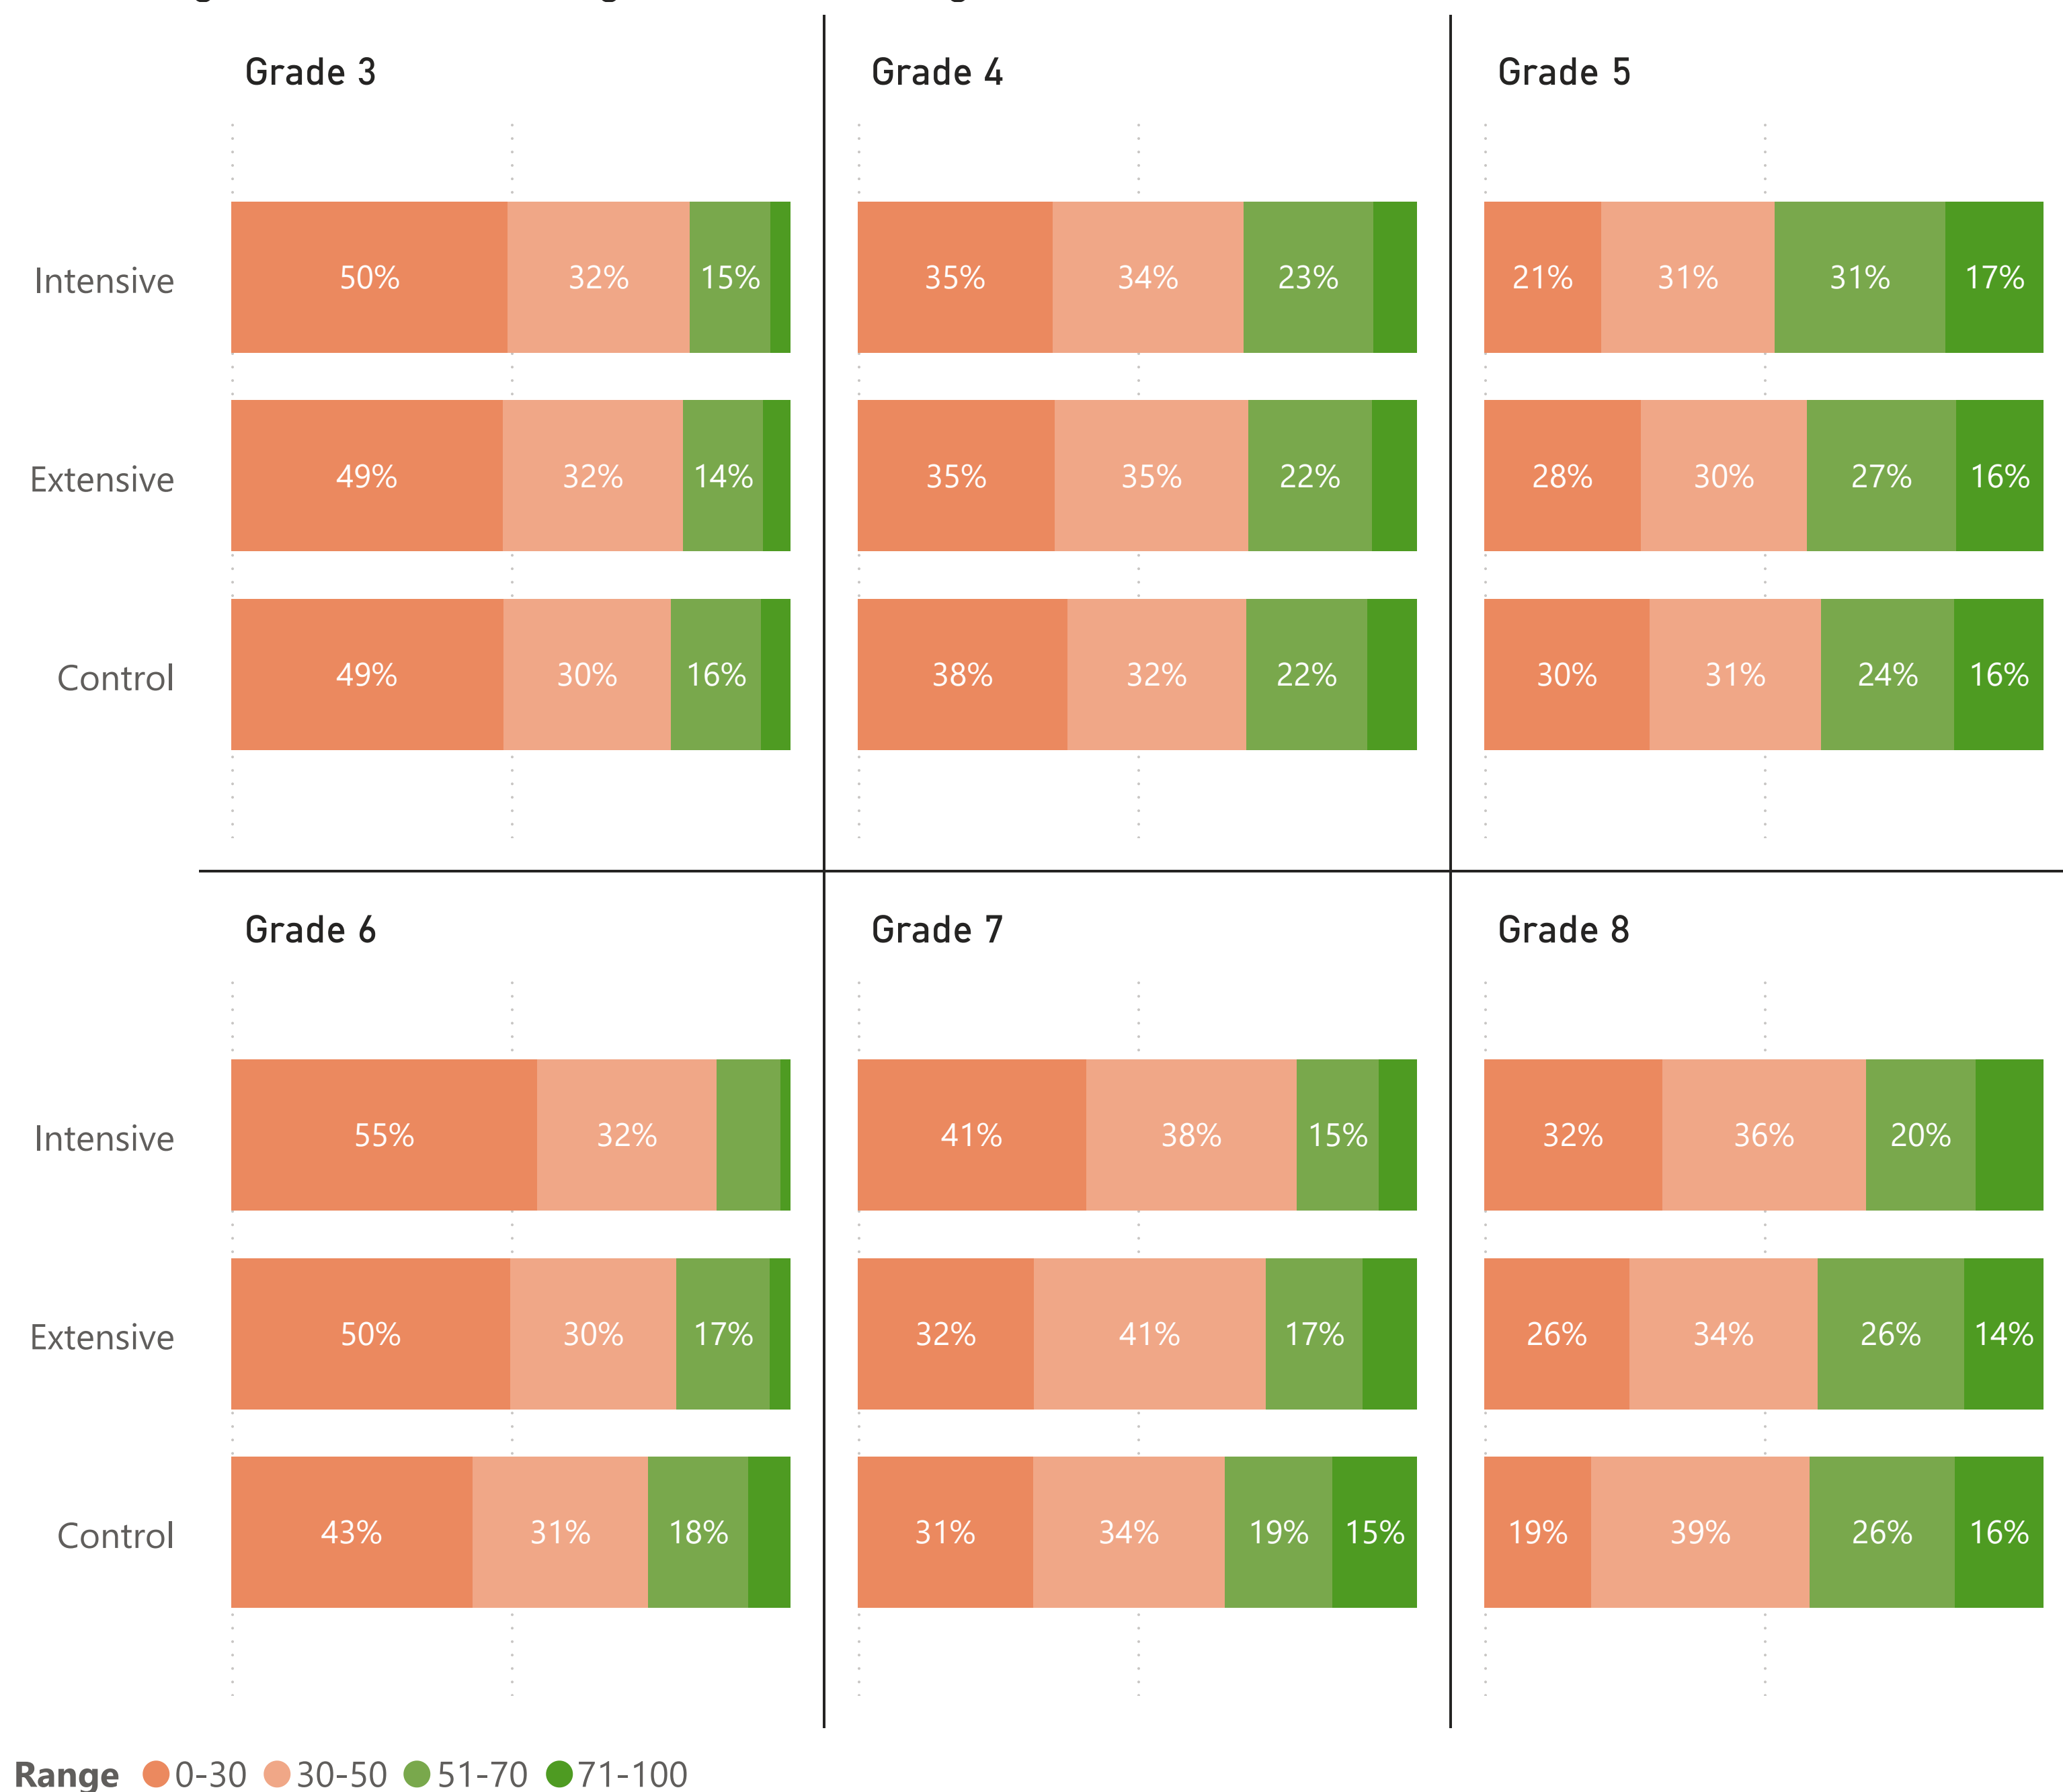 Grade 3 Grade 4 Grade 5
Intensive 50% 32% 15% 35% 34% 23% 21% 31% 31% 17%
Extensive 49% 32% 14% 35% 35% 22% 28% 30% 27% 16%
Control 49% 30% 16% 38% 32% 22% 30% 31% 24% 16%
Grade 6 Grade 7 Grade 8
Intensive 55% 32% 41% 38% 15% 32% 36% 20%
Extensive 50% 30% 17% 32% 41% 17% 26% 34% 26% 14%
Control 43% 31% 18% 31% 34% 19% 15% 19% 39% 26% 16%
Range 0-30 30-50 51-70 71-100